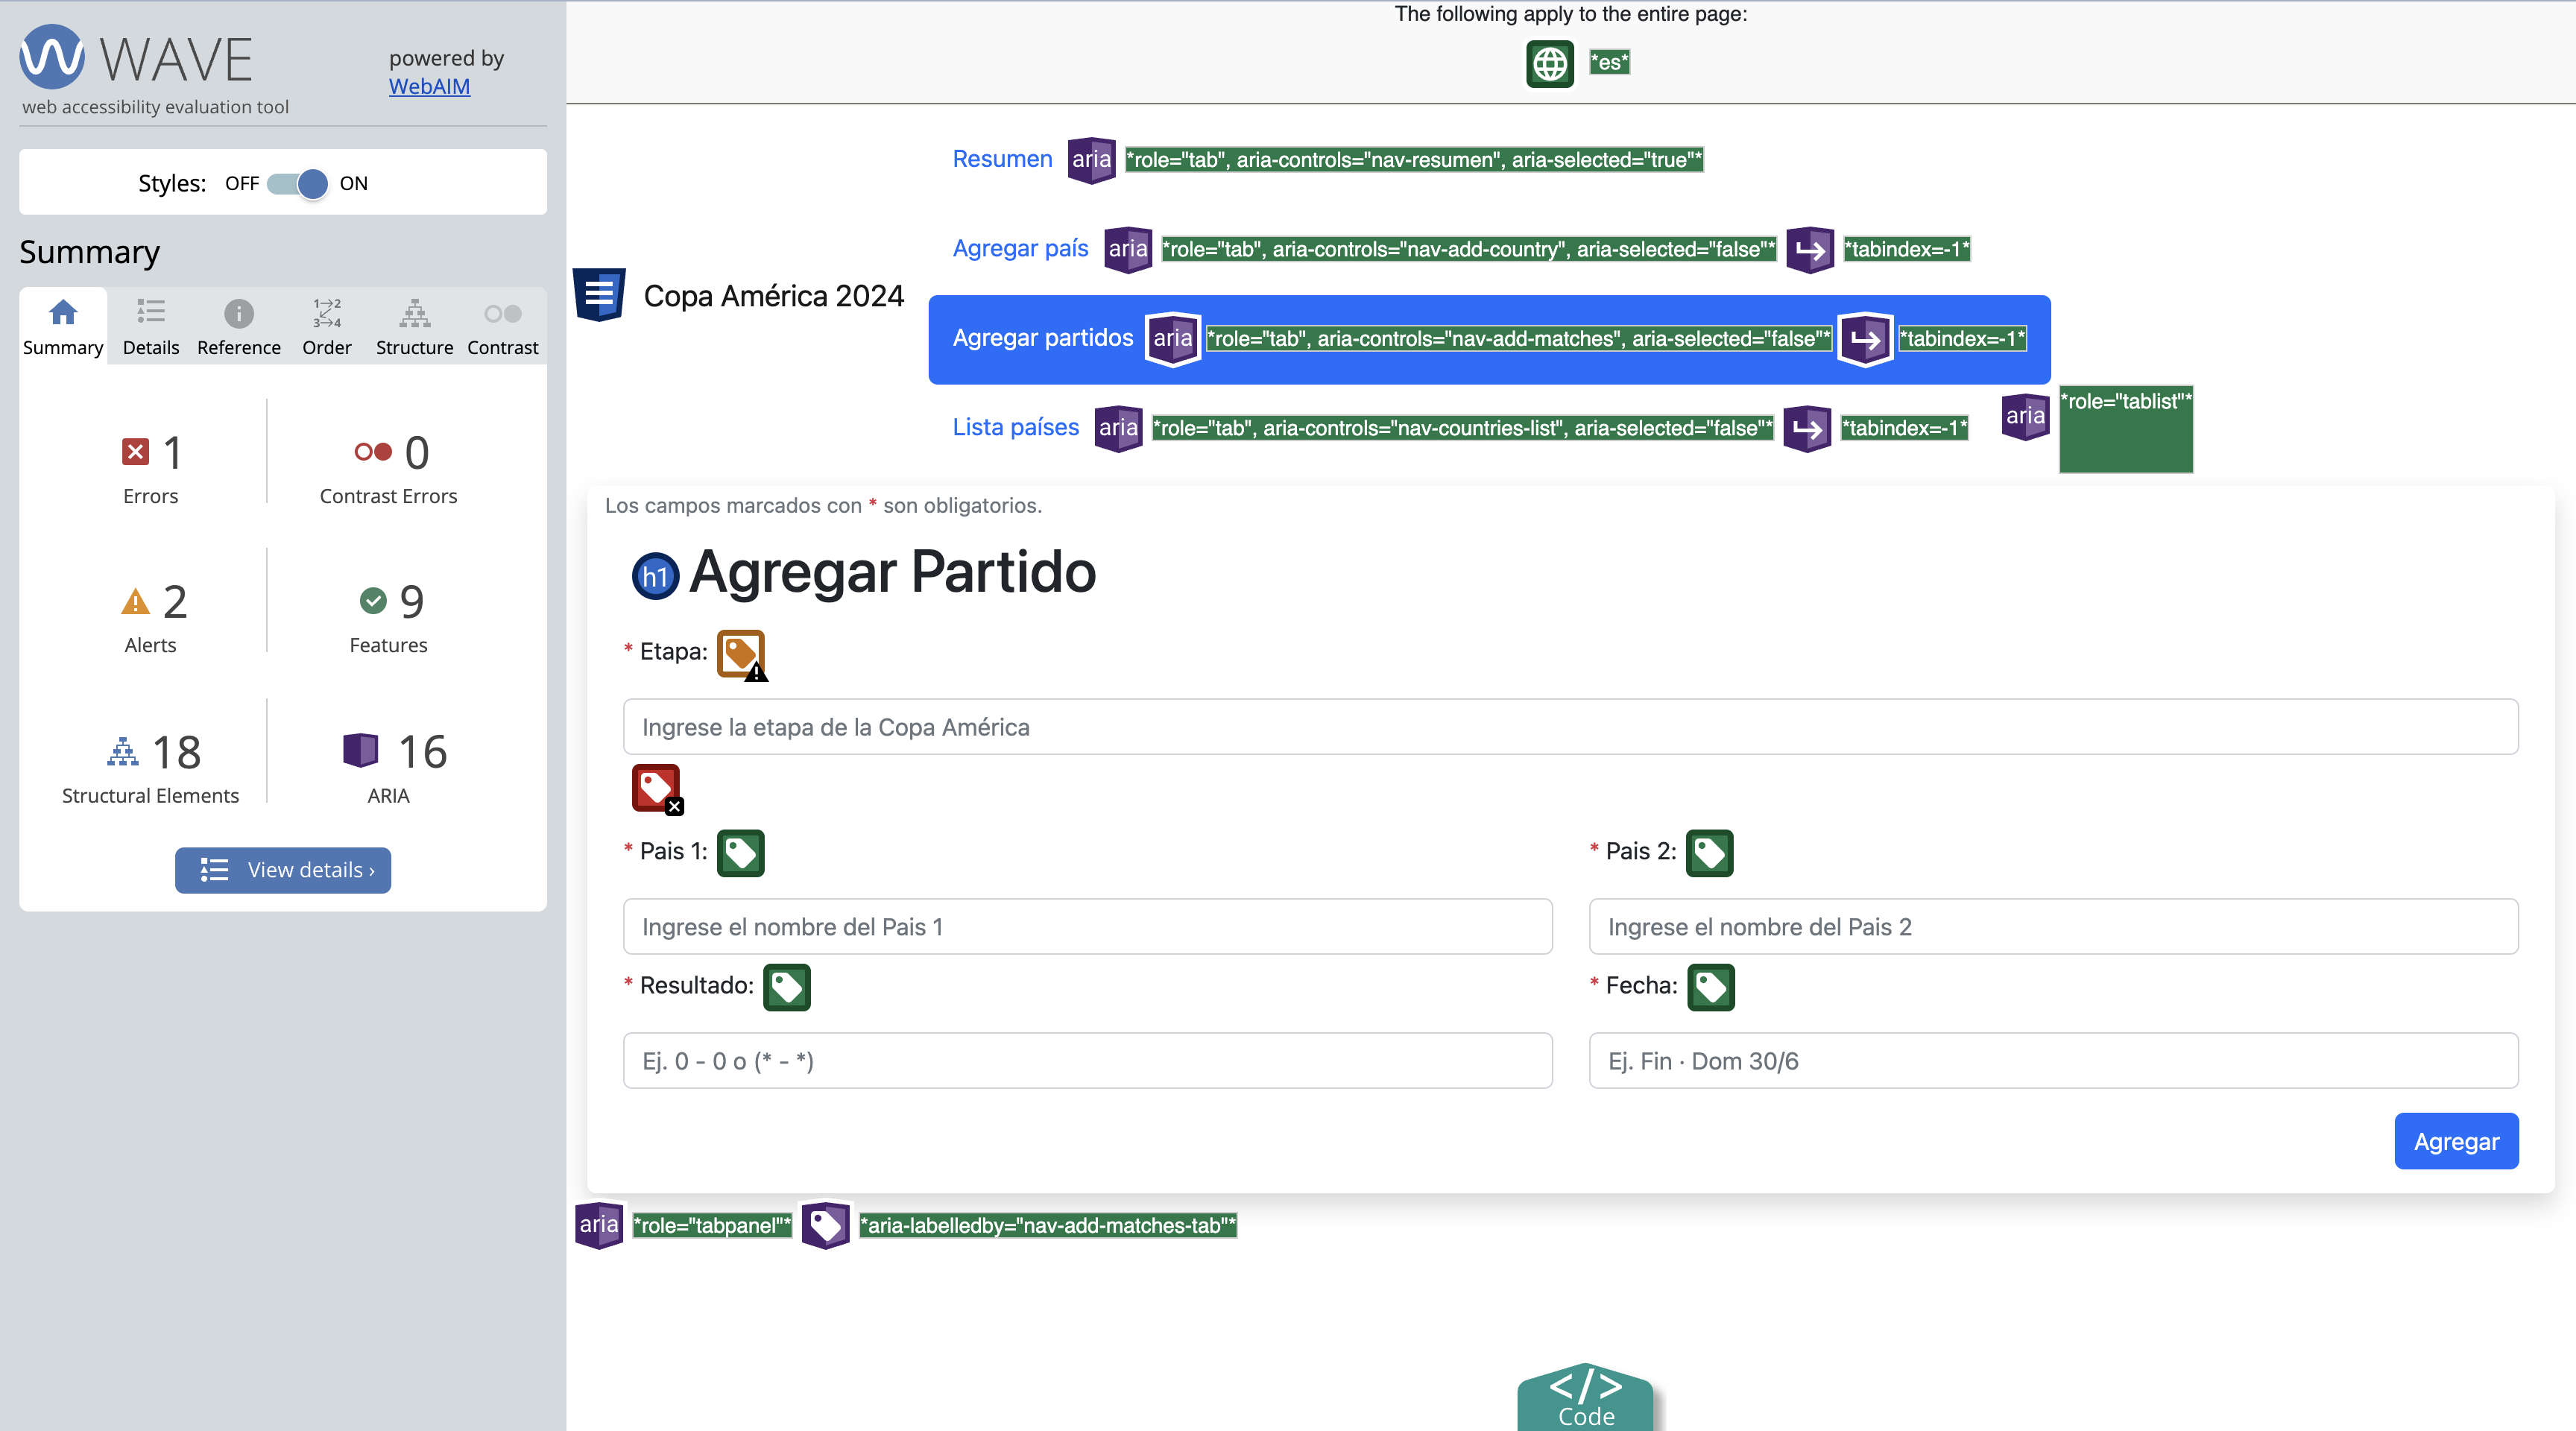 WAVE
powered by
WebAIM
web accessibility evaluation tool
Styles: OFF ON
Summary
Summary Details Reference Order Structure Contrast
1 Errors
0 Contrast Errors
2 Alerts
9 Features
18 Structural Elements
16 ARIA
View details ›
The following apply to the entire page:
*es*
Copa América 2024
Resumen aria *role="tab", aria-controls="nav-resumen", aria-selected="true"*
Agregar país aria *role="tab", aria-controls="nav-add-country", aria-selected="false"* *tabindex=-1*
Agregar partidos aria *role="tab", aria-controls="nav-add-matches", aria-selected="false"* *tabindex=-1*
Lista países aria *role="tab", aria-controls="nav-countries-list", aria-selected="false"* *tabindex=-1*
aria *role="tablist"*
Los campos marcados con * son obligatorios.
h1 Agregar Partido
* Etapa:
Ingrese la etapa de la Copa América
* Pais 1:
Ingrese el nombre del Pais 1
* Pais 2:
Ingrese el nombre del Pais 2
* Resultado:
Ej. 0 - 0 o (* - *)
* Fecha:
Ej. Fin · Dom 30/6
Agregar
aria *role="tabpanel"* *aria-labelledby="nav-add-matches-tab"*
</> Code